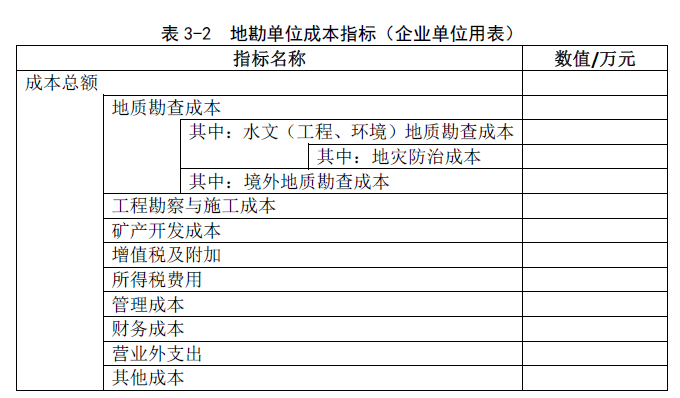 表 3-2 地勘单位成本指标（企业单位用表）
指标名称 数值/万元
成本总额
地质勘查成本
其中：水文（工程、环境）地质勘查成本
其中：地灾防治成本
其中：境外地质勘查成本
工程勘察与施工成本
矿产开发成本
增值税及附加
所得税费用
管理成本
财务成本
营业外支出
其他成本